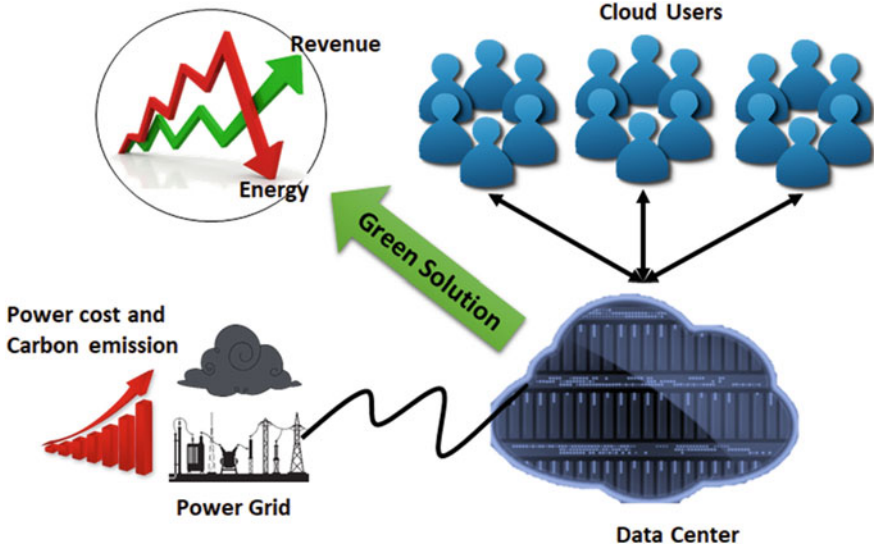 Cloud Users
Revenue
Energy
Green Solution
Power cost and
Carbon emission
Power Grid
Data Center